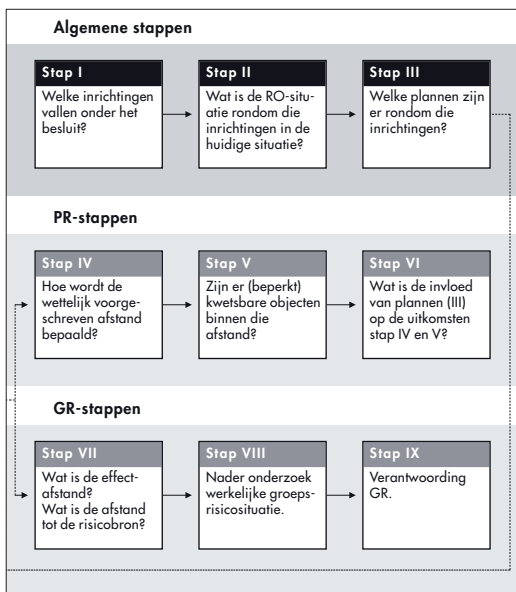 Algemene stappen
Stap I
Welke inrichtingen
vallen onder het
besluit?
Stap II
Wat is de RO-situ-
atie rondom die
inrichtingen in de
huidige situatie?
Stap III
Welke plannen zijn
er rondom die
inrichtingen?
PR-stappen
Stap IV
Hoe wordt de
wettelijk voorge-
schreven afstand
bepaald?
Stap V
Zijn er (beperkt)
kwetsbare objecten
binnen die
afstand?
Stap VI
Wat is de invloed
van plannen (III)
op de uitkomsten
stap IV en V?
GR-stappen
Stap VII
Wat is de effect-
afstand?
Wat is de afstand
tot de risicobron?
Stap VIII
Nader onderzoek
werkelijke groeps-
risicosituatie.
Stap IX
Verantwoording
GR.